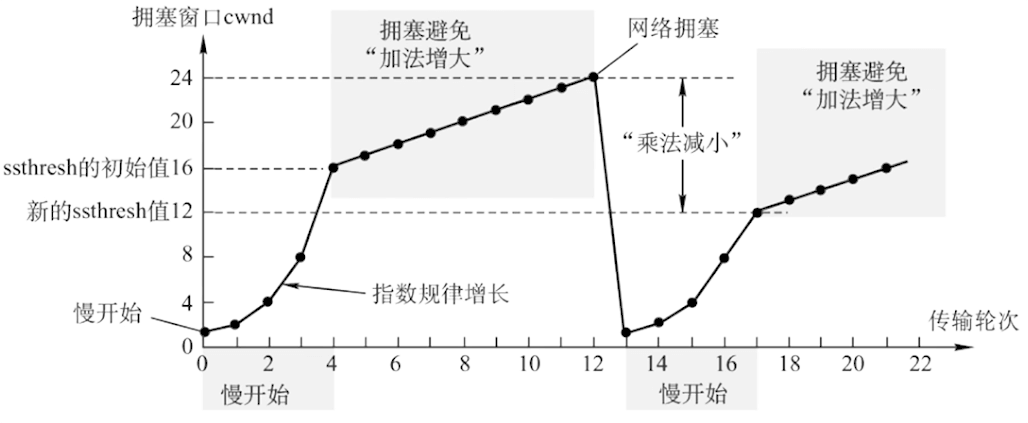 拥塞窗口cwnd
拥塞避免
“加法增大”
网络拥塞
拥塞避免
“加法增大”
24
20
“乘法减小”
ssthresh的初始值16
新的ssthresh值12
8
指数规律增长
4
慢开始
传输轮次
0
0 2 4 6 8 10 12 14 16 18 20 22
慢开始
慢开始